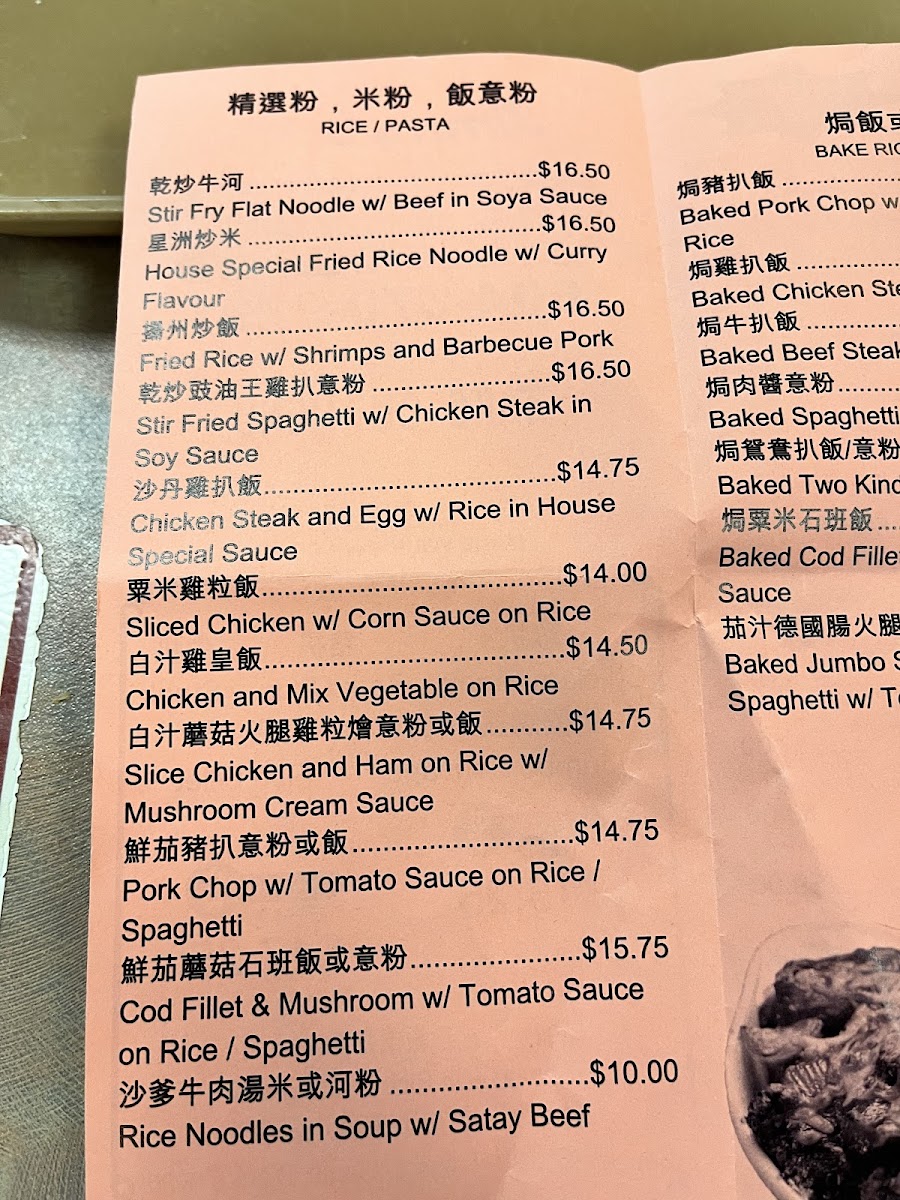 精選粉，米粉，飯意粉
RICE / PASTA
乾炒牛河........................................$16.50
Stir Fry Flat Noodle w/ Beef in Soya Sauce
星洲炒米........................................$16.50
House Special Fried Rice Noodle w/ Curry
Flavour
揚州炒飯........................................$16.50
Fried Rice w/ Shrimps and Barbecue Pork
乾炒豉油王雞扒意粉........................$16.50
Stir Fried Spaghetti w/ Chicken Steak in
Soy Sauce
沙丹雞扒飯.....................................$14.75
Chicken Steak and Egg w/ Rice in House
Special Sauce
粟米雞粒飯.....................................$14.00
Sliced Chicken w/ Corn Sauce on Rice
白汁雞皇飯.....................................$14.50
Chicken and Mix Vegetable on Rice
白汁蘑菇火腿雞粒燴意粉或飯...........$14.75
Slice Chicken and Ham on Rice w/
Mushroom Cream Sauce
鮮茄豬扒意粉或飯...........................$14.75
Pork Chop w/ Tomato Sauce on Rice /
Spaghetti
鮮茄蘑菇石班飯或意粉.....................$15.75
Cod Fillet & Mushroom w/ Tomato Sauce
on Rice / Spaghetti
沙爹牛肉湯米或河粉........................$10.00
Rice Noodles in Soup w/ Satay Beef
焗飯或
BAKE RIC
焗豬扒飯
Baked Pork Chop w
Rice
焗雞扒飯
Baked Chicken Ste
焗牛扒飯
Baked Beef Steak
焗肉醬意粉
Baked Spaghetti
焗鴛鴦扒飯/意粉
Baked Two Kind
焗粟米石班飯
Baked Cod Fille
Sauce
茄汁德國腸火腿
Baked Jumbo S
Spaghetti w/ To